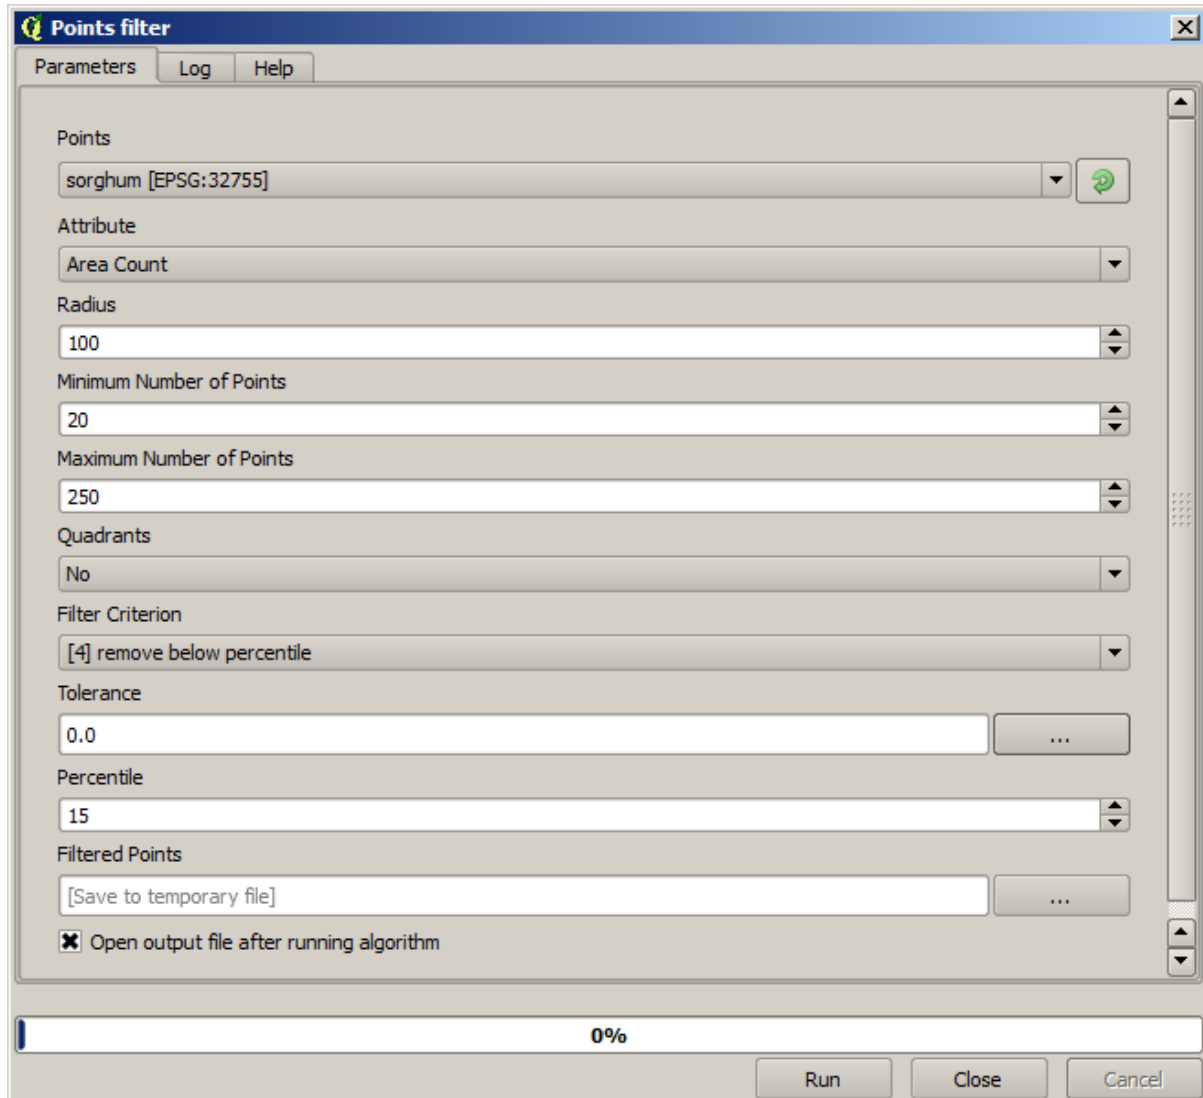 Points filter
Parameters Log Help
Points
sorghum [EPSG:32755]
Attribute
Area Count
Radius
100
Minimum Number of Points
20
Maximum Number of Points
250
Quadrants
No
Filter Criterion
[4] remove below percentile
Tolerance
0.0 ...
Percentile
15
Filtered Points
[Save to temporary file] ...
Open output file after running algorithm
0%
Run Close Cancel